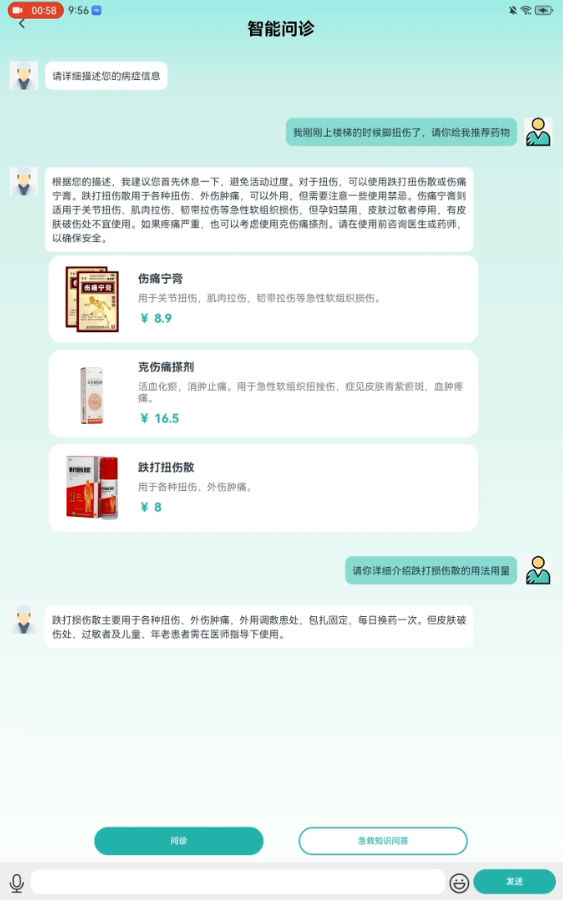 00:58 9:56
智能问诊
请详细描述您的病症信息
我刚刚上楼梯的时候脚扭伤了，请你给我推荐药物
根据您的描述，我建议您首先休息一下，避免活动过度。对于扭伤，可以使用跌打扭伤散或伤痛
宁膏。跌打扭伤散用于各种扭伤、外伤肿痛，可以外用，但需要注意一些使用禁忌。伤痛宁膏则
适用于关节扭伤、肌肉拉伤、韧带拉伤等急性软组织损伤，但孕妇禁用，皮肤过敏者停用，有皮
肤破伤处不宜使用。如果疼痛严重，也可以考虑使用克伤痛搽剂。请在使用前咨询医生或药师，
以确保安全。
伤痛宁膏
伤痛宁膏
用于关节扭伤，肌肉拉伤，韧带拉伤等急性软组织损伤。
¥ 8.9
克伤痛搽剂
活血化瘀，消肿止痛。用于急性软组织扭挫伤，症见皮肤青紫瘀斑，血肿疼
痛。
¥ 16.5
跌打扭伤散
用于各种扭伤、外伤肿痛。
¥ 8
请你详细介绍跌打损伤散的用法用量
跌打损伤散主要用于各种扭伤、外伤肿痛，外用调敷患处，包扎固定，每日换药一次。但皮肤破
伤处、过敏者及儿童、年老患者需在医师指导下使用。
问诊
急救知识问答
发送